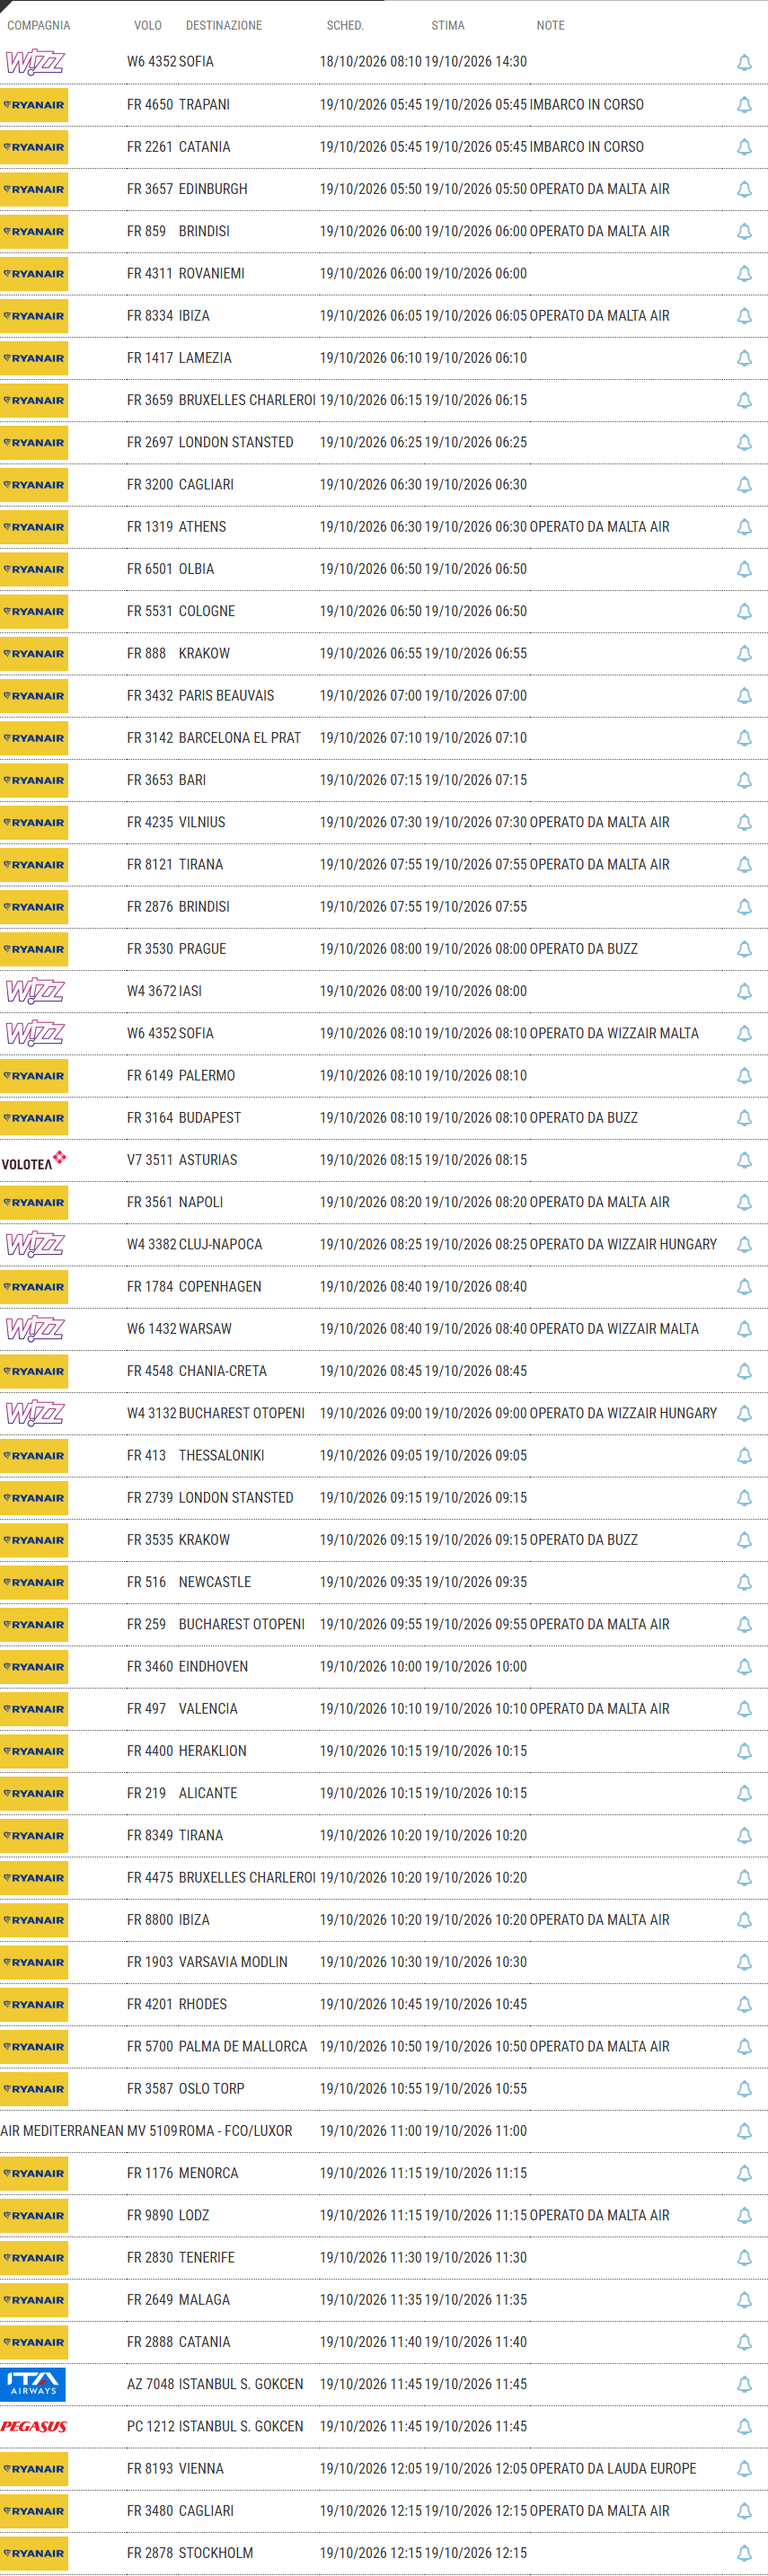 COMPAGNIA VOLO DESTINAZIONE SCHED. STIMA NOTE
WIZZ W6 4352 SOFIA 18/10/2026 08:10 19/10/2026 14:30
RYANAIR FR 4650 TRAPANI 19/10/2026 05:45 19/10/2026 05:45 IMBARCO IN CORSO
RYANAIR FR 2261 CATANIA 19/10/2026 05:45 19/10/2026 05:45 IMBARCO IN CORSO
RYANAIR FR 3657 EDINBURGH 19/10/2026 05:50 19/10/2026 05:50 OPERATO DA MALTA AIR
RYANAIR FR 859 BRINDISI 19/10/2026 06:00 19/10/2026 06:00 OPERATO DA MALTA AIR
RYANAIR FR 4311 ROVANIEMI 19/10/2026 06:00 19/10/2026 06:00
RYANAIR FR 8334 IBIZA 19/10/2026 06:05 19/10/2026 06:05 OPERATO DA MALTA AIR
RYANAIR FR 1417 LAMEZIA 19/10/2026 06:10 19/10/2026 06:10
RYANAIR FR 3659 BRUXELLES CHARLEROI 19/10/2026 06:15 19/10/2026 06:15
RYANAIR FR 2697 LONDON STANSTED 19/10/2026 06:25 19/10/2026 06:25
RYANAIR FR 3200 CAGLIARI 19/10/2026 06:30 19/10/2026 06:30
RYANAIR FR 1319 ATHENS 19/10/2026 06:30 19/10/2026 06:30 OPERATO DA MALTA AIR
RYANAIR FR 6501 OLBIA 19/10/2026 06:50 19/10/2026 06:50
RYANAIR FR 5531 COLOGNE 19/10/2026 06:50 19/10/2026 06:50
RYANAIR FR 888 KRAKOW 19/10/2026 06:55 19/10/2026 06:55
RYANAIR FR 3432 PARIS BEAUVAIS 19/10/2026 07:00 19/10/2026 07:00
RYANAIR FR 3142 BARCELONA EL PRAT 19/10/2026 07:10 19/10/2026 07:10
RYANAIR FR 3653 BARI 19/10/2026 07:15 19/10/2026 07:15
RYANAIR FR 4235 VILNIUS 19/10/2026 07:30 19/10/2026 07:30 OPERATO DA MALTA AIR
RYANAIR FR 8121 TIRANA 19/10/2026 07:55 19/10/2026 07:55 OPERATO DA MALTA AIR
RYANAIR FR 2876 BRINDISI 19/10/2026 07:55 19/10/2026 07:55
RYANAIR FR 3530 PRAGUE 19/10/2026 08:00 19/10/2026 08:00 OPERATO DA BUZZ
WIZZ W4 3672 IASI 19/10/2026 08:00 19/10/2026 08:00
WIZZ W6 4352 SOFIA 19/10/2026 08:10 19/10/2026 08:10 OPERATO DA WIZZAIR MALTA
RYANAIR FR 6149 PALERMO 19/10/2026 08:10 19/10/2026 08:10
RYANAIR FR 3164 BUDAPEST 19/10/2026 08:10 19/10/2026 08:10 OPERATO DA BUZZ
VOLOTEA V7 3511 ASTURIAS 19/10/2026 08:15 19/10/2026 08:15
RYANAIR FR 3561 NAPOLI 19/10/2026 08:20 19/10/2026 08:20 OPERATO DA MALTA AIR
WIZZ W4 3382 CLUJ-NAPOCA 19/10/2026 08:25 19/10/2026 08:25 OPERATO DA WIZZAIR HUNGARY
RYANAIR FR 1784 COPENHAGEN 19/10/2026 08:40 19/10/2026 08:40
WIZZ W6 1432 WARSAW 19/10/2026 08:40 19/10/2026 08:40 OPERATO DA WIZZAIR MALTA
RYANAIR FR 4548 CHANIA-CRETA 19/10/2026 08:45 19/10/2026 08:45
WIZZ W4 3132 BUCHAREST OTOPENI 19/10/2026 09:00 19/10/2026 09:00 OPERATO DA WIZZAIR HUNGARY
RYANAIR FR 413 THESSALONIKI 19/10/2026 09:05 19/10/2026 09:05
RYANAIR FR 2739 LONDON STANSTED 19/10/2026 09:15 19/10/2026 09:15
RYANAIR FR 3535 KRAKOW 19/10/2026 09:15 19/10/2026 09:15 OPERATO DA BUZZ
RYANAIR FR 516 NEWCASTLE 19/10/2026 09:35 19/10/2026 09:35
RYANAIR FR 259 BUCHAREST OTOPENI 19/10/2026 09:55 19/10/2026 09:55 OPERATO DA MALTA AIR
RYANAIR FR 3460 EINDHOVEN 19/10/2026 10:00 19/10/2026 10:00
RYANAIR FR 497 VALENCIA 19/10/2026 10:10 19/10/2026 10:10 OPERATO DA MALTA AIR
RYANAIR FR 4400 HERAKLION 19/10/2026 10:15 19/10/2026 10:15
RYANAIR FR 219 ALICANTE 19/10/2026 10:15 19/10/2026 10:15
RYANAIR FR 8349 TIRANA 19/10/2026 10:20 19/10/2026 10:20
RYANAIR FR 4475 BRUXELLES CHARLEROI 19/10/2026 10:20 19/10/2026 10:20
RYANAIR FR 8800 IBIZA 19/10/2026 10:20 19/10/2026 10:20 OPERATO DA MALTA AIR
RYANAIR FR 1903 VARSAVIA MODLIN 19/10/2026 10:30 19/10/2026 10:30
RYANAIR FR 4201 RHODES 19/10/2026 10:45 19/10/2026 10:45
RYANAIR FR 5700 PALMA DE MALLORCA 19/10/2026 10:50 19/10/2026 10:50 OPERATO DA MALTA AIR
RYANAIR FR 3587 OSLO TORP 19/10/2026 10:55 19/10/2026 10:55
AIR MEDITERRANEAN MV 5109 ROMA - FCO/LUXOR 19/10/2026 11:00 19/10/2026 11:00
RYANAIR FR 1176 MENORCA 19/10/2026 11:15 19/10/2026 11:15
RYANAIR FR 9890 LODZ 19/10/2026 11:15 19/10/2026 11:15 OPERATO DA MALTA AIR
RYANAIR FR 2830 TENERIFE 19/10/2026 11:30 19/10/2026 11:30
RYANAIR FR 2649 MALAGA 19/10/2026 11:35 19/10/2026 11:35
RYANAIR FR 2888 CATANIA 19/10/2026 11:40 19/10/2026 11:40
ITA AIRWAYS AZ 7048 ISTANBUL S. GOKCEN 19/10/2026 11:45 19/10/2026 11:45
PEGASUS PC 1212 ISTANBUL S. GOKCEN 19/10/2026 11:45 19/10/2026 11:45
RYANAIR FR 8193 VIENNA 19/10/2026 12:05 19/10/2026 12:05 OPERATO DA LAUDA EUROPE
RYANAIR FR 3480 CAGLIARI 19/10/2026 12:15 19/10/2026 12:15 OPERATO DA MALTA AIR
RYANAIR FR 2878 STOCKHOLM 19/10/2026 12:15 19/10/2026 12:15